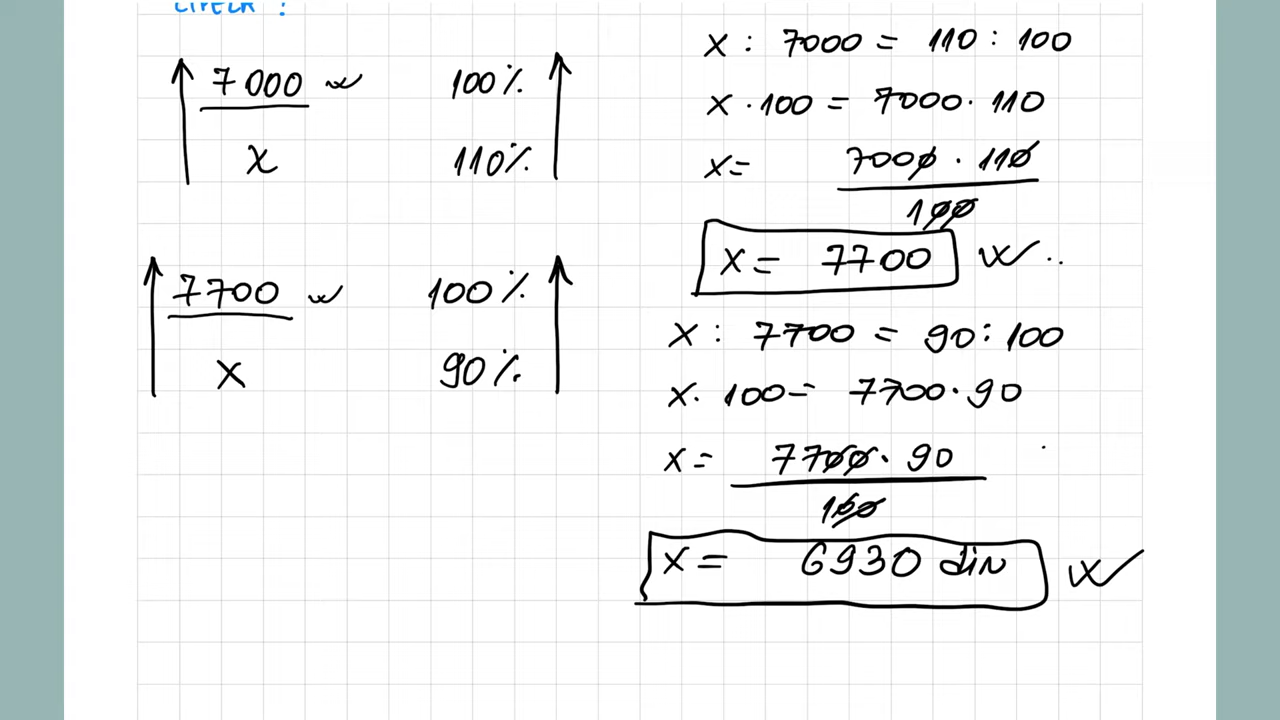 7000 100%
x 110%
x : 7000 = 110 : 100
x · 100 = 7000 · 110
x = 7000 · 110
100
x = 7700
7700 100%
x 90%
x : 7700 = 90 : 100
x · 100 = 7700 · 90
x = 7700 · 90
100
x = 6930 din